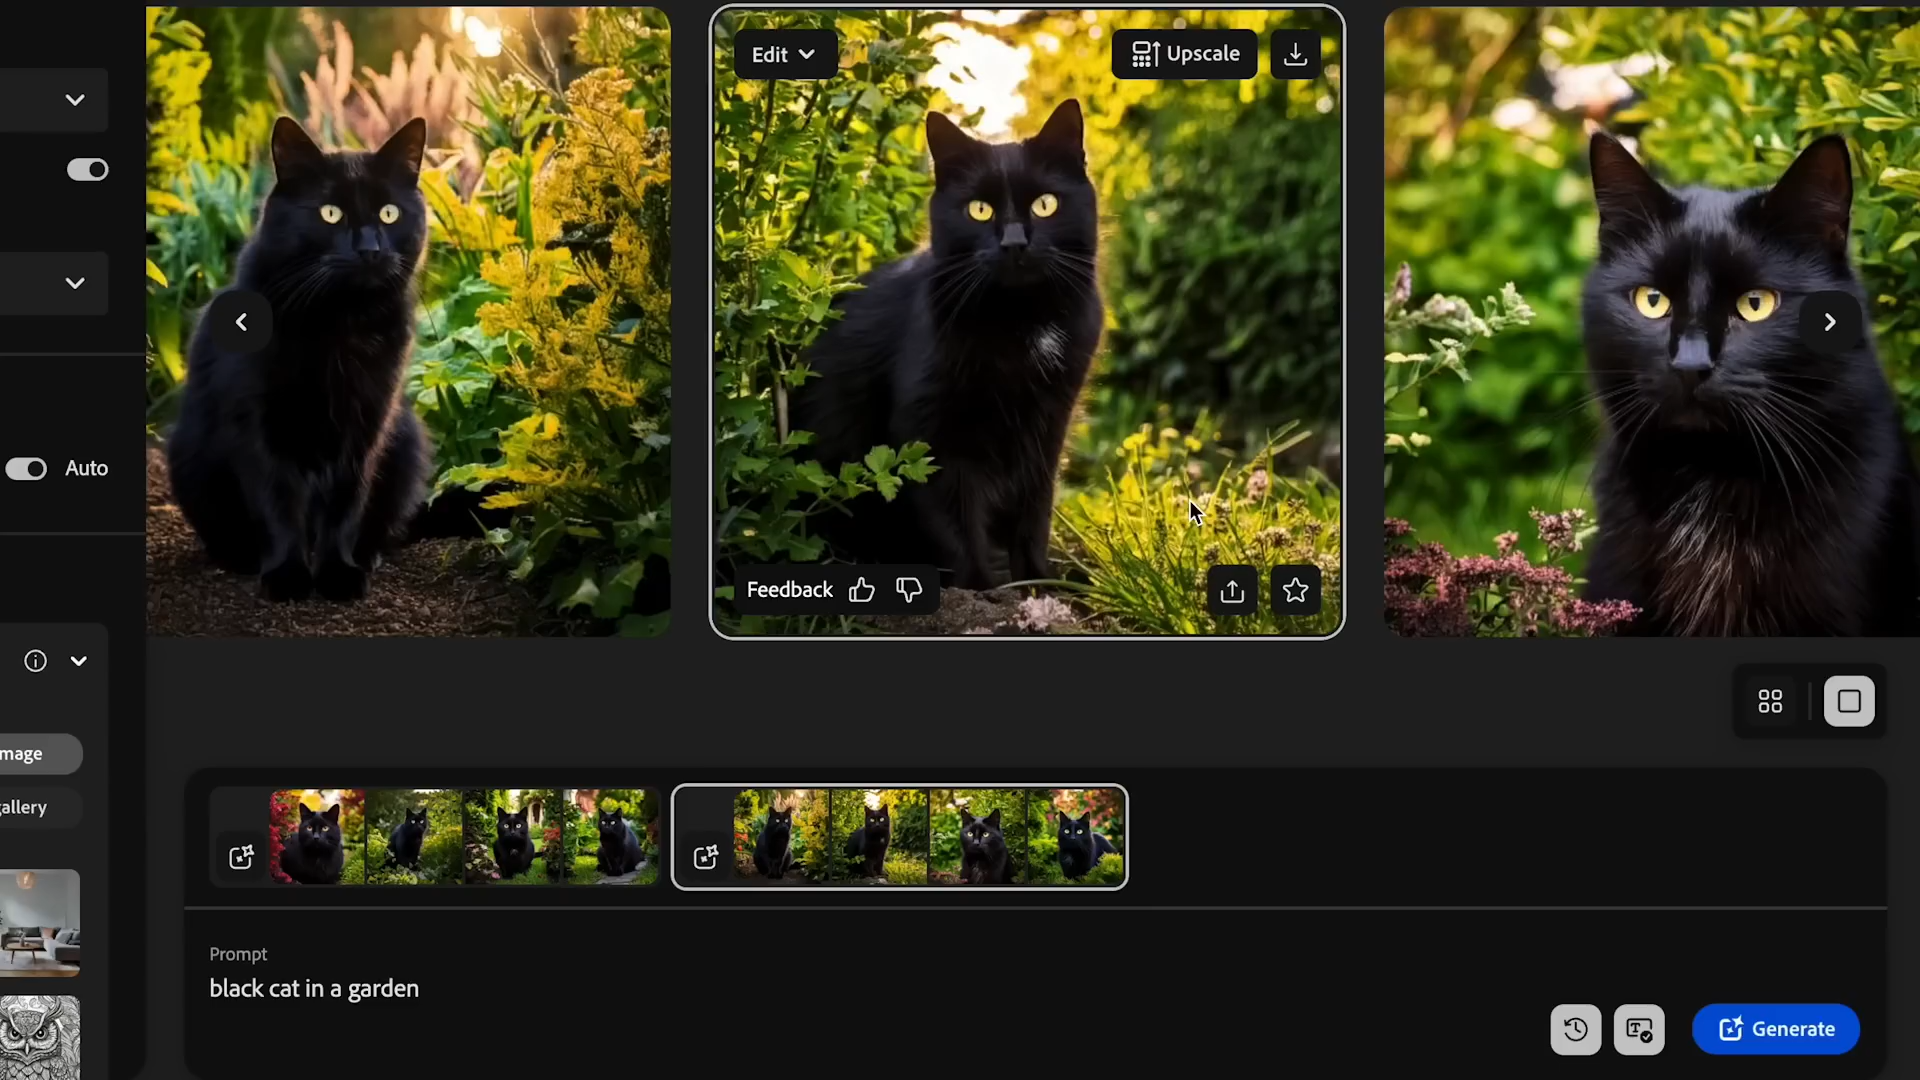 Edit
Upscale
Auto
Feedback
mage
allery
Prompt
black cat in a garden
Generate